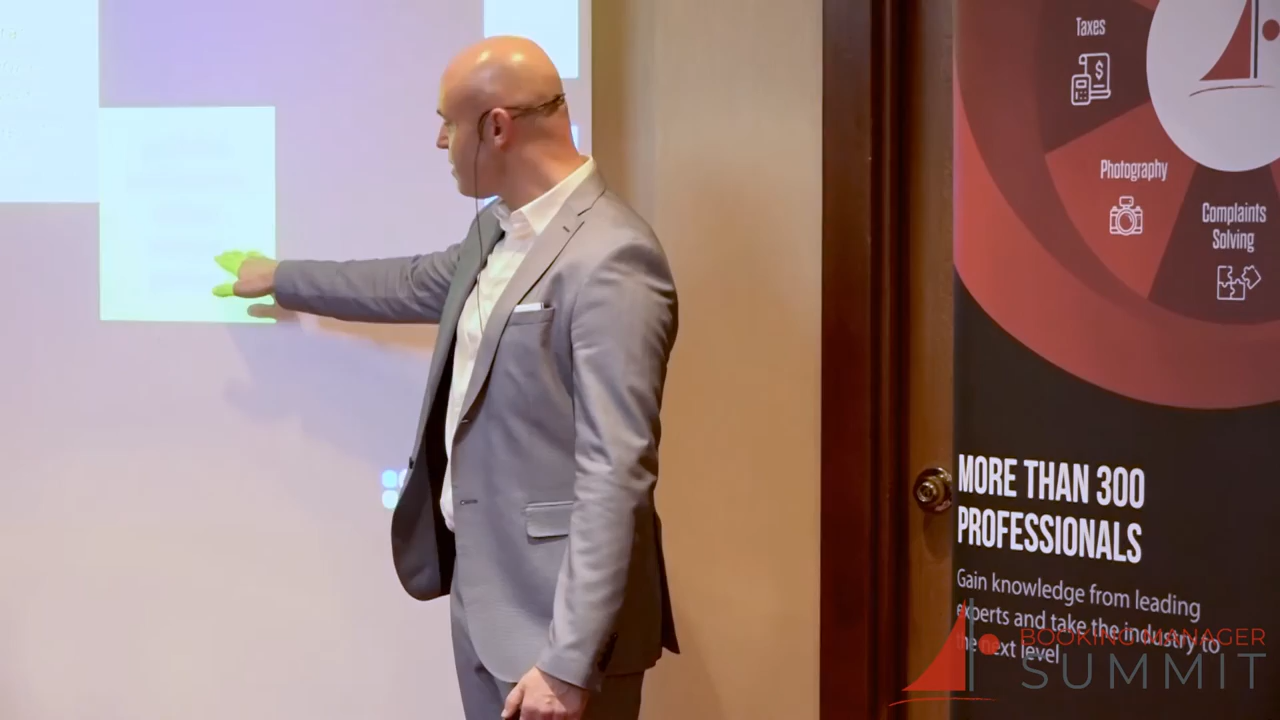 Taxes
Photography
Complaints
Solving
MORE THAN 300
PROFESSIONALS
Gain knowledge from leading
experts and take the industry to
the next level
BOOKING MANAGER
SUMMIT